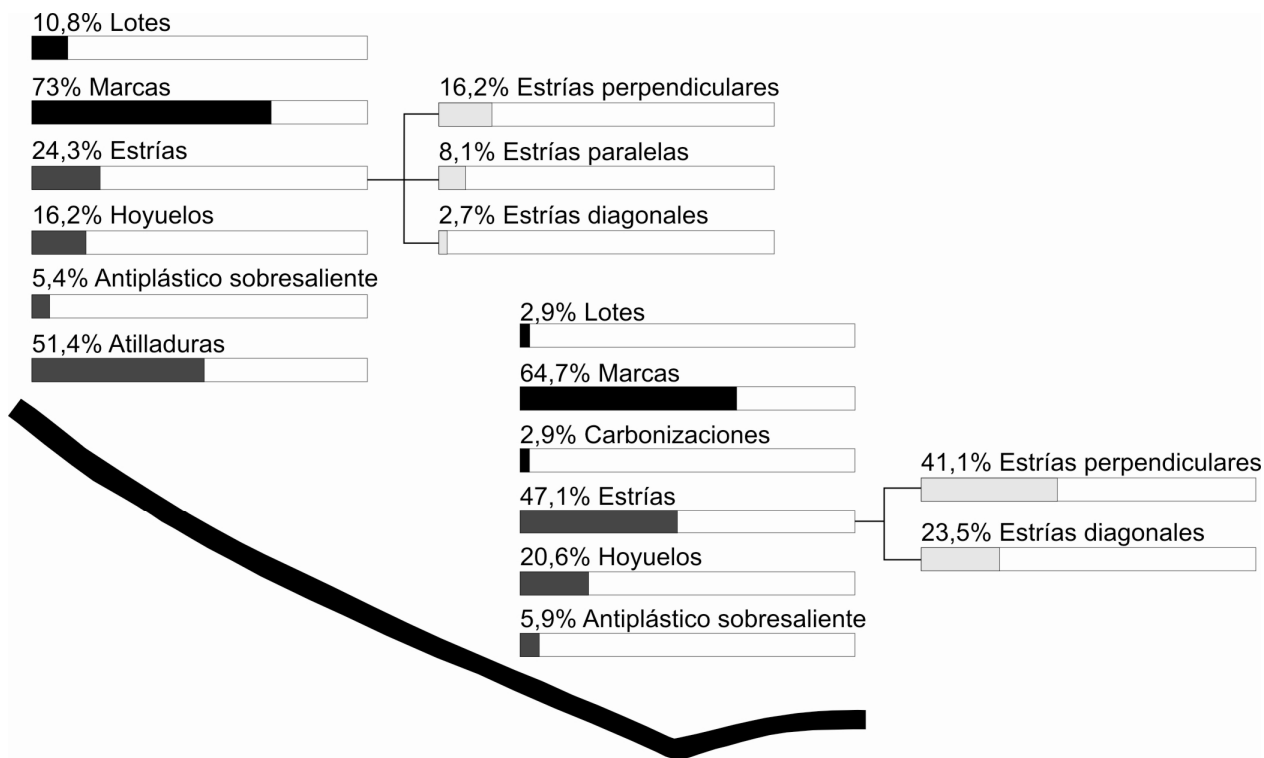 10,8% Lotes
73% Marcas
24,3% Estrías
16,2% Hoyuelos
5,4% Antiplástico sobresaliente
51,4% Atilladuras
16,2% Estrías perpendiculares
8,1% Estrías paralelas
2,7% Estrías diagonales
2,9% Lotes
64,7% Marcas
2,9% Carbonizaciones
47,1% Estrías
20,6% Hoyuelos
5,9% Antiplástico sobresaliente
41,1% Estrías perpendiculares
23,5% Estrías diagonales